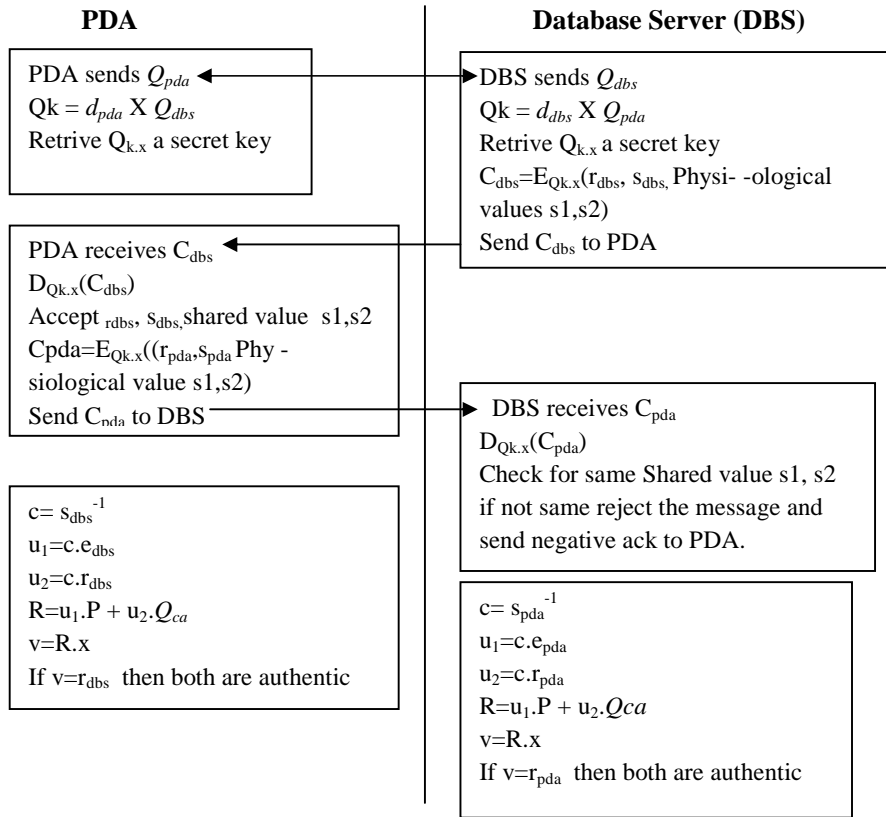 PDA
Database Server (DBS)
PDA sends Qpda
Qk = dpda X Qdbs
Retrive Qk.x a secret key
DBS sends Qdbs
Qk = ddbs X Qpda
Retrive Qk.x a secret key
Cdbs=EQk.x(rdbs, sdbs, Physi- -ological
values s1,s2)
Send Cdbs to PDA
PDA receives Cdbs
DQk.x(Cdbs)
Accept rdbs, sdbs,shared value s1,s2
Cpda=EQk.x((rpda,spda Phy -
siological value s1,s2)
Send Cpda to DBS
DBS receives Cpda
DQk.x(Cpda)
Check for same Shared value s1, s2
if not same reject the message and
send negative ack to PDA.
c= sdbs-1
u1=c.edbs
u2=c.rdbs
R=u1.P + u2.Qca
v=R.x
If v=rdbs then both are authentic
c= spda-1
u1=c.epda
u2=c.rpda
R=u1.P + u2.Qca
v=R.x
If v=rpda then both are authentic